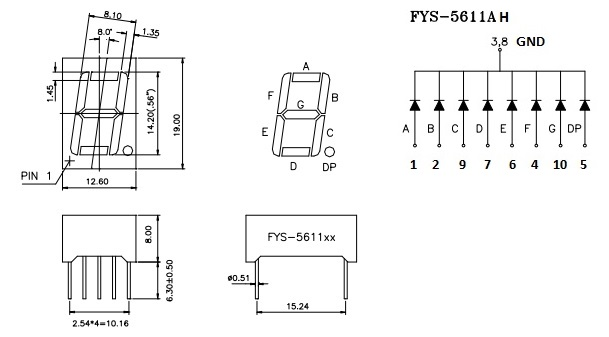 8.10
8.0°
1.35
1.45
14.20(.56")
19.00
PIN 1
12.60
A
F
B
G
E
C
D
DP
FYS-5611AH
3,8 GND
A B C D E F G DP
1 2 9 7 6 4 10 5
8.00
6.30±0.50
2.54*4=10.16
FYS-5611xx
ø0.51
15.24